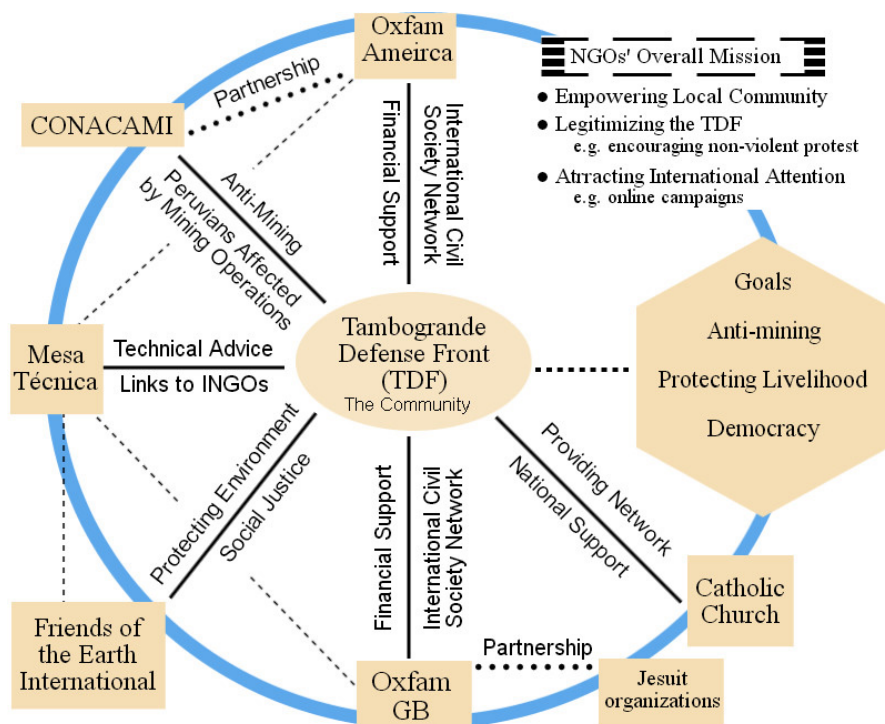 Oxfam
Ameirca
NGOs' Overall Mission
● Empowering Local Community
● Legitimizing the TDF
e.g. encouraging non-violent protest
● Atrracting International Attention
e.g. online campaigns
Partnership
CONACAMI
Financial Support
International Civil
Society Network
Anti-Mining
Peruvians Affected
by Mining Operations
Goals
Anti-mining
Protecting Livelihood
Democracy
Mesa
Técnica
Technical Advice
Links to INGOs
Tambogrande
Defense Front
(TDF)
The Community
Protecting Environment
Social Justice
Financial Support
International Civil
Society Network
Providing Network
National Support
Catholic
Church
Friends of
the Earth
International
Oxfam
GB
Partnership
Jesuit
organizations